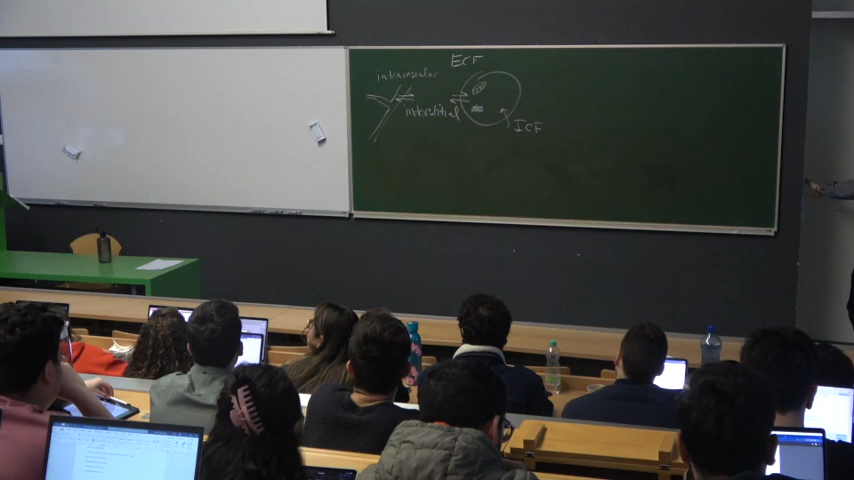 ECF
intravascular
interstitial
ICF